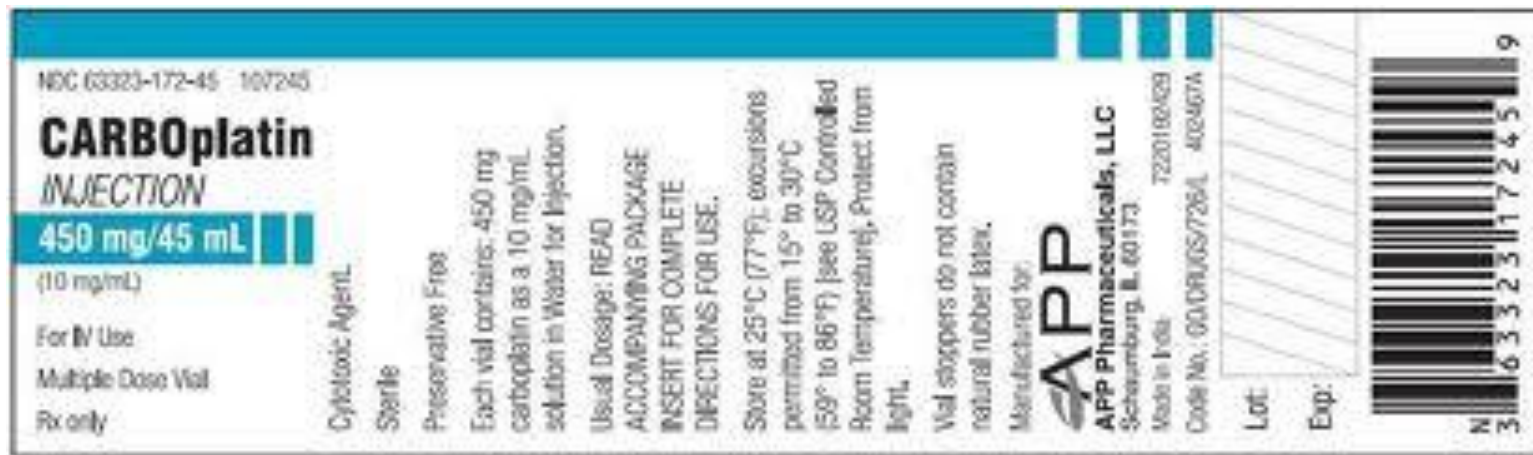 NDC 63323-172-45 107245
CARBOplatin
INJECTION
450 mg/45 mL
(10 mg/mL)
For IV Use
Multiple Dose Vial
Rx only
Cytotoxic Agent.
Sterile
Preservative Free
Each vial contains: 450 mg
carboplatin as a 10 mg/mL
solution in Water for Injection.
Usual Dosage: READ
ACCOMPANYING PACKAGE
INSERT FOR COMPLETE
DIRECTIONS FOR USE.
Store at 25°C (77°F); excursions
permitted from 15° to 30°C
(59° to 86°F) [see USP Controlled
Room Temperature]. Protect from
light.
Vial stoppers do not contain
natural rubber latex.
Manufactured for:
APP
APP Pharmaceuticals, LLC
Schaumburg, IL 60173
Made in India 7220192429
Code No.: GO/DRUGS/726/L 402467A
Lot:
Exp:
N
3 63323 17245 9